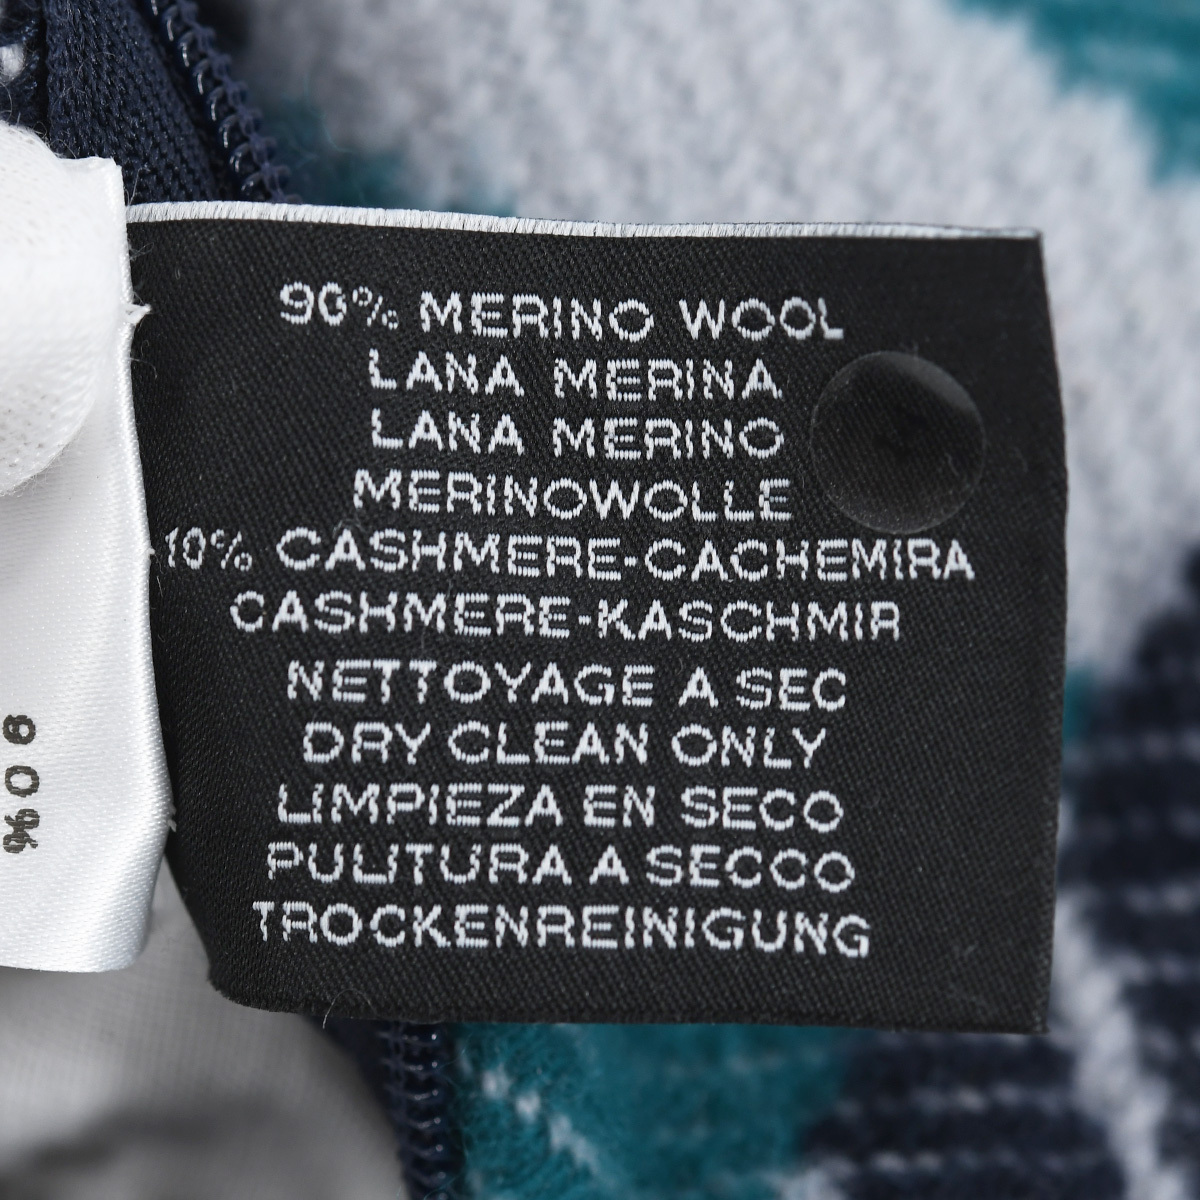 90% MERINO WOOL
LANA MERINA
LANA MERINO
MERINOWOLLE
10% CASHMERE-CACHEMIRA
CASHMERE-KASCHMIR
NETTOYAGE A SEC
DRY CLEAN ONLY
LIMPIEZA EN SECO
PULITURA A SECCO
TROCKENREINIGUNG